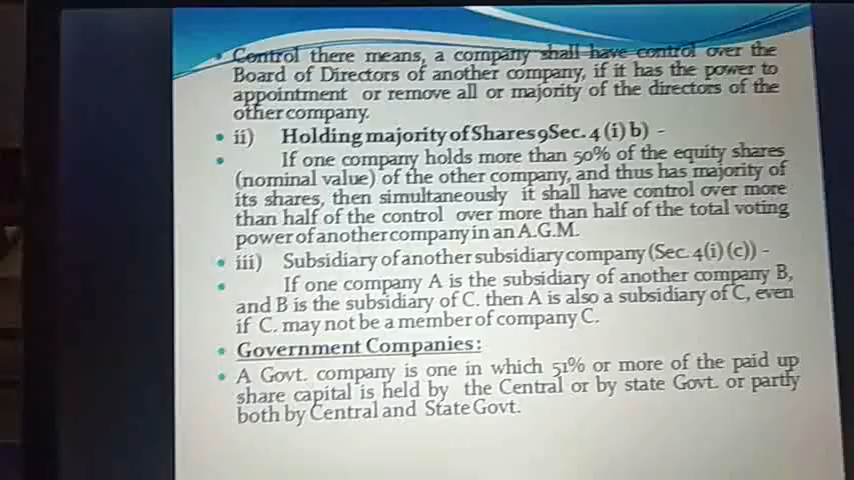 • Control there means, a company shall have control over the
Board of Directors of another company, if it has the power to
appointment or remove all or majority of the directors of the
other company.
• ii) Holding majority of Shares 9Sec. 4 (i) b) -
• If one company holds more than 50% of the equity shares
(nominal value) of the other company, and thus has majority of
its shares, then simultaneously it shall have control over more
than half of the control over more than half of the total voting
power of another company in an A.G.M.
• iii) Subsidiary of another subsidiary company (Sec. 4(i) (c)) -
• If one company A is the subsidiary of another company B,
and B is the subsidiary of C. then A is also a subsidiary of C, even
if C. may not be a member of company C.
• Government Companies:
• A Govt. company is one in which 51% or more of the paid up
share capital is held by the Central or by state Govt. or partly
both by Central and State Govt.